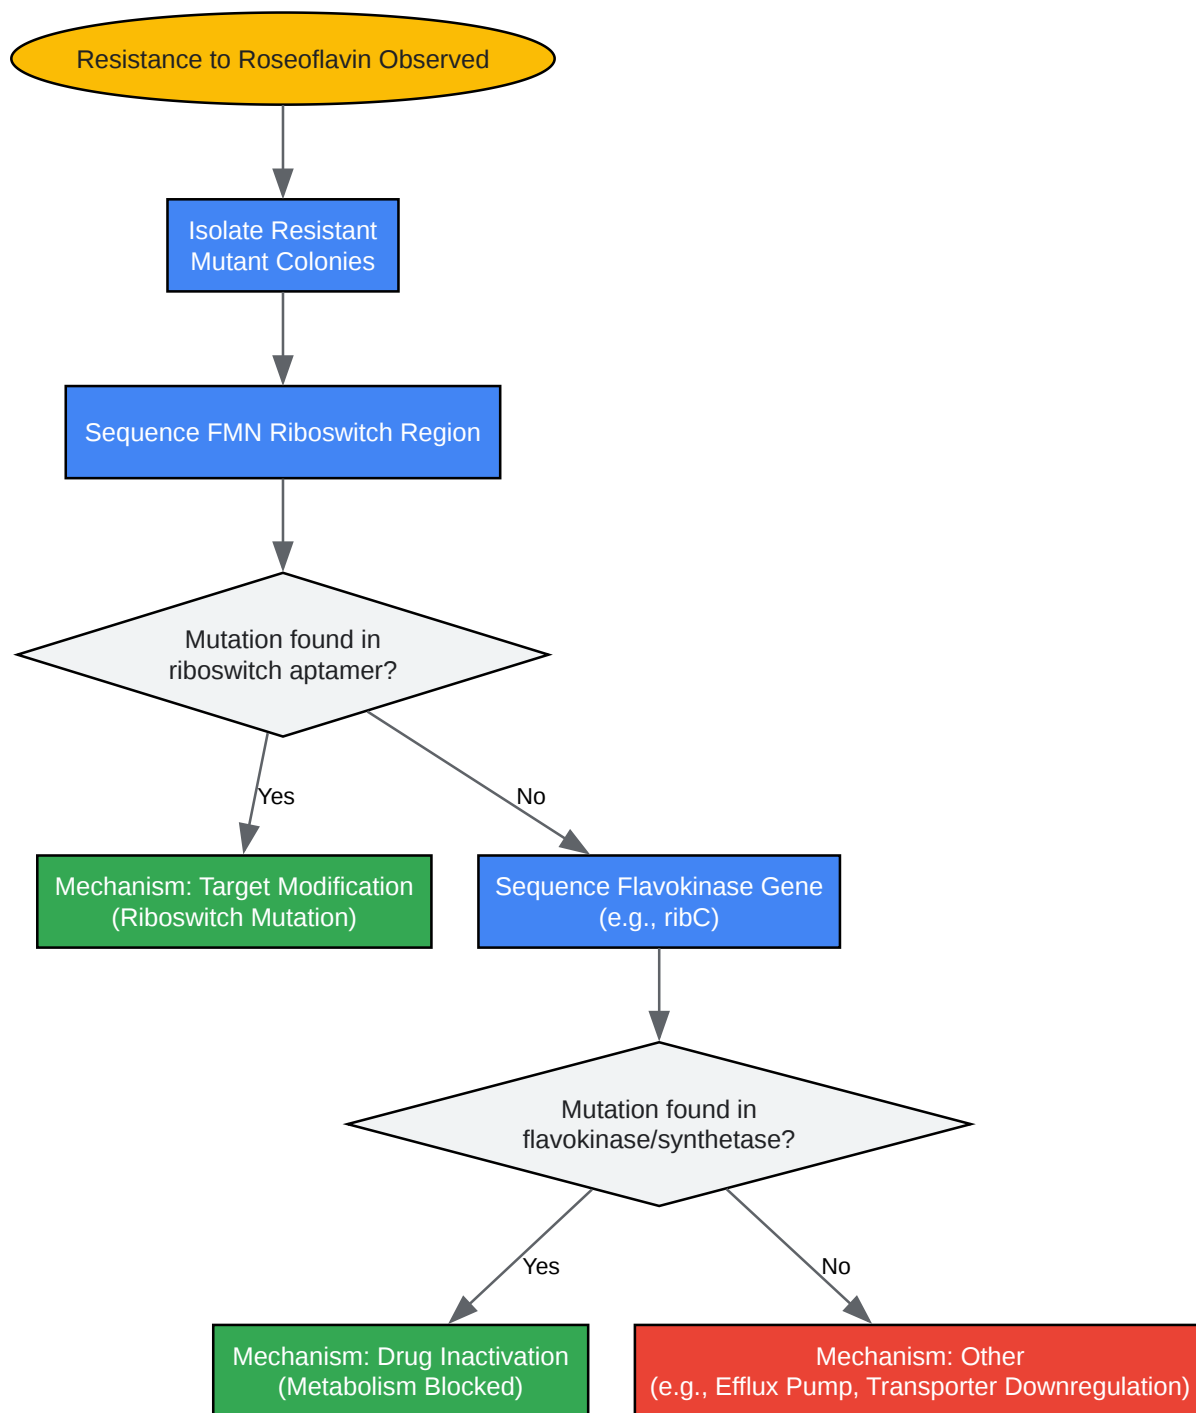 Resistance to Roseoflavin Observed
Isolate Resistant
Mutant Colonies
Sequence FMN Riboswitch Region
Mutation found in
riboswitch aptamer?
Yes
No
Mechanism: Target Modification
(Riboswitch Mutation)
Sequence Flavokinase Gene
(e.g., ribC)
Mutation found in
flavokinase/synthetase?
Yes
No
Mechanism: Drug Inactivation
(Metabolism Blocked)
Mechanism: Other
(e.g., Efflux Pump, Transporter Downregulation)